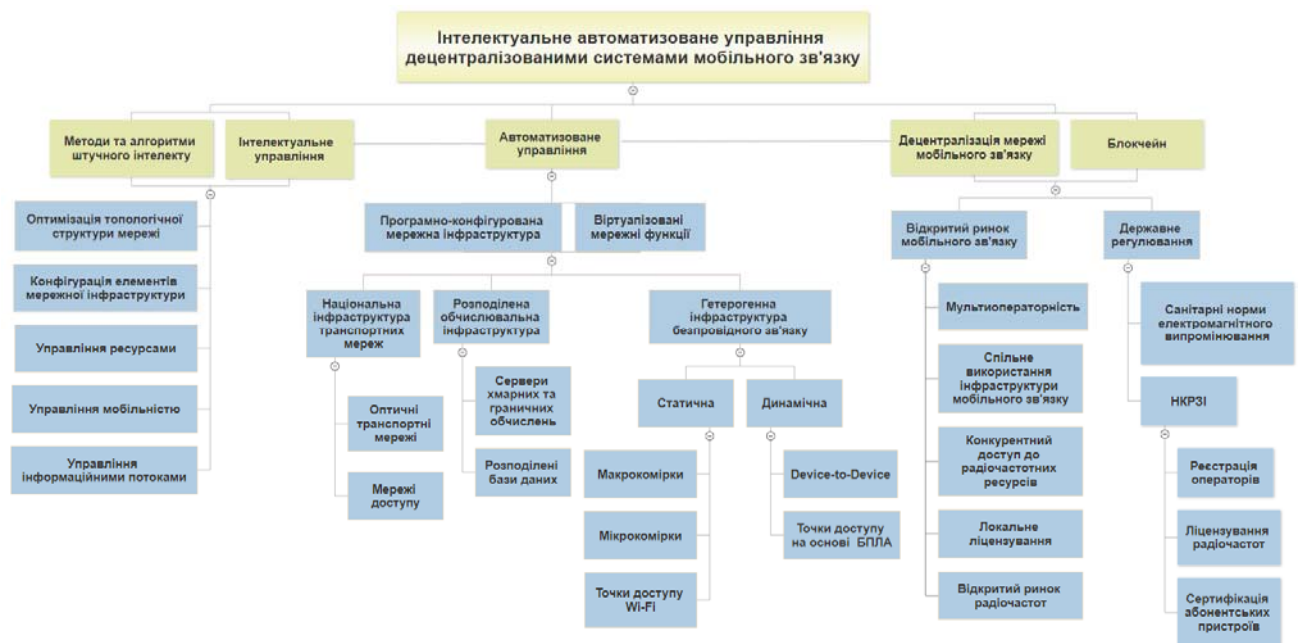 Інтелектуальне автоматизоване управління
децентралізованими системами мобільного зв'язку
Методи та алгоритми
штучного інтелекту
Інтелектуальне
управління
Автоматизоване
управління
Децентралізація мережі
мобільного зв'язку
Блокчейн
Оптимізація топологічної
структури мережі
Конфігурація елементів
мережної інфраструктури
Управління ресурсами
Управління мобільністю
Управління
інформаційними потоками
Програмно-конфігурована
мережна інфраструктура
Віртуалізовані
мережні функції
Національна
інфраструктура
транспортних
мереж
Оптичні
транспортні
мережі
Мережі
доступу
Розподілена
обчислювальна
інфраструктура
Сервери
хмарних та
граничних
обчислень
Розподілені
бази даних
Гетерогенна
інфраструктура
безпровідного зв'язку
Статична
Макрокомірки
Мікрокомірки
Точки доступу
Wi-Fi
Динамічна
Device-to-Device
Точки доступу
на основі БПЛА
Відкритий ринок
мобільного зв'язку
Мультиоператорність
Спільне
використання
інфраструктури
мобільного зв'язку
Конкурентний
доступ до
радіочастотних
ресурсів
Локальне
ліцензування
Відкритий ринок
радіочастот
Державне
регулювання
Санітарні норми
електромагнітного
випромінювання
НКРЗІ
Реєстрація
операторів
Ліцензування
радіочастот
Сертифікація
абонентських
пристроїв